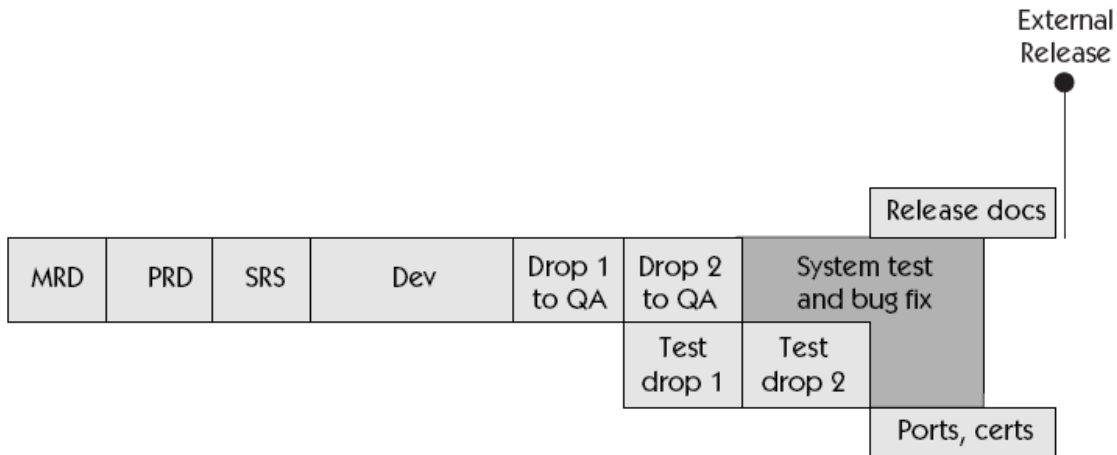 External
Release
Release docs
MRD
PRD
SRS
Dev
Drop 1
to QA
Drop 2
to QA
System test
and bug fix
Test
drop 1
Test
drop 2
Ports, certs